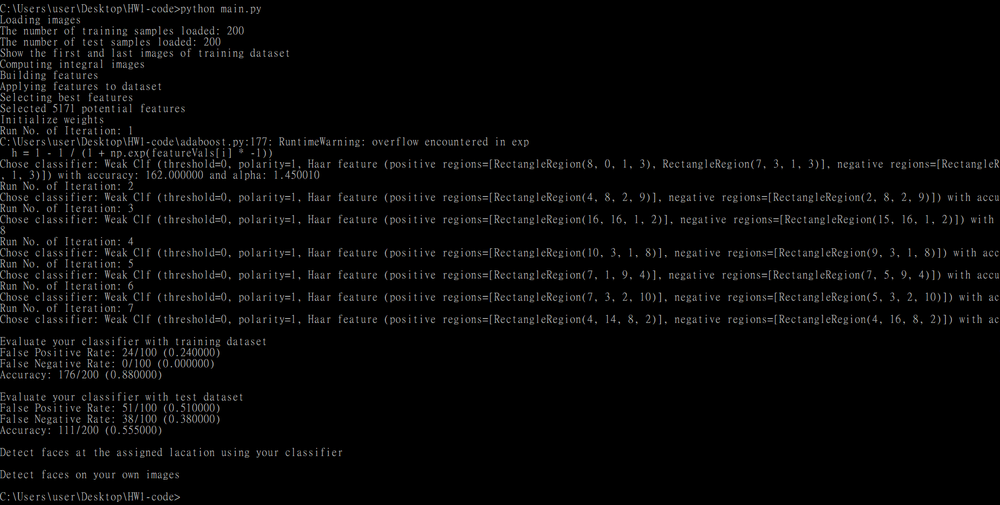 C:\Users\user\Desktop\HW1-code>python main.py
Loading images
The number of training samples loaded: 200
The number of test samples loaded: 200
Show the first and last images of training dataset
Computing integral images
Building features
Applying features to dataset
Selecting best features
Selected 5171 potential features
Initialize weights
Run No. of Iteration: 1
C:\Users\user\Desktop\HW1-code\adaboost.py:177: RuntimeWarning: overflow encountered in exp
  h = 1 - 1 / (1 + np.exp(featureVals[i] * -1))
Chose classifier: Weak Clf (threshold=0, polarity=1, Haar feature (positive regions=[RectangleRegion(8, 0, 1, 3), RectangleRegion(7, 3, 1, 3)], negative regions=[RectangleR
, 1, 3)]) with accuracy: 162.000000 and alpha: 1.450010
Run No. of Iteration: 2
Chose classifier: Weak Clf (threshold=0, polarity=1, Haar feature (positive regions=[RectangleRegion(4, 8, 2, 9)], negative regions=[RectangleRegion(2, 8, 2, 9)]) with accu
Run No. of Iteration: 3
Chose classifier: Weak Clf (threshold=0, polarity=1, Haar feature (positive regions=[RectangleRegion(16, 16, 1, 2)], negative regions=[RectangleRegion(15, 16, 1, 2)]) with
8
Run No. of Iteration: 4
Chose classifier: Weak Clf (threshold=0, polarity=1, Haar feature (positive regions=[RectangleRegion(10, 3, 1, 8)], negative regions=[RectangleRegion(9, 3, 1, 8)]) with acc
Run No. of Iteration: 5
Chose classifier: Weak Clf (threshold=0, polarity=1, Haar feature (positive regions=[RectangleRegion(7, 1, 9, 4)], negative regions=[RectangleRegion(7, 5, 9, 4)]) with accu
Run No. of Iteration: 6
Chose classifier: Weak Clf (threshold=0, polarity=1, Haar feature (positive regions=[RectangleRegion(7, 3, 2, 10)], negative regions=[RectangleRegion(5, 3, 2, 10)]) with ac
Run No. of Iteration: 7
Chose classifier: Weak Clf (threshold=0, polarity=1, Haar feature (positive regions=[RectangleRegion(4, 14, 8, 2)], negative regions=[RectangleRegion(4, 16, 8, 2)]) with ac
Evaluate your classifier with training dataset
False Positive Rate: 24/100 (0.240000)
False Negative Rate: 0/100 (0.000000)
Accuracy: 176/200 (0.880000)
Evaluate your classifier with test dataset
False Positive Rate: 51/100 (0.510000)
False Negative Rate: 38/100 (0.380000)
Accuracy: 111/200 (0.555000)
Detect faces at the assigned lacation using your classifier
Detect faces on your own images
C:\Users\user\Desktop\HW1-code>